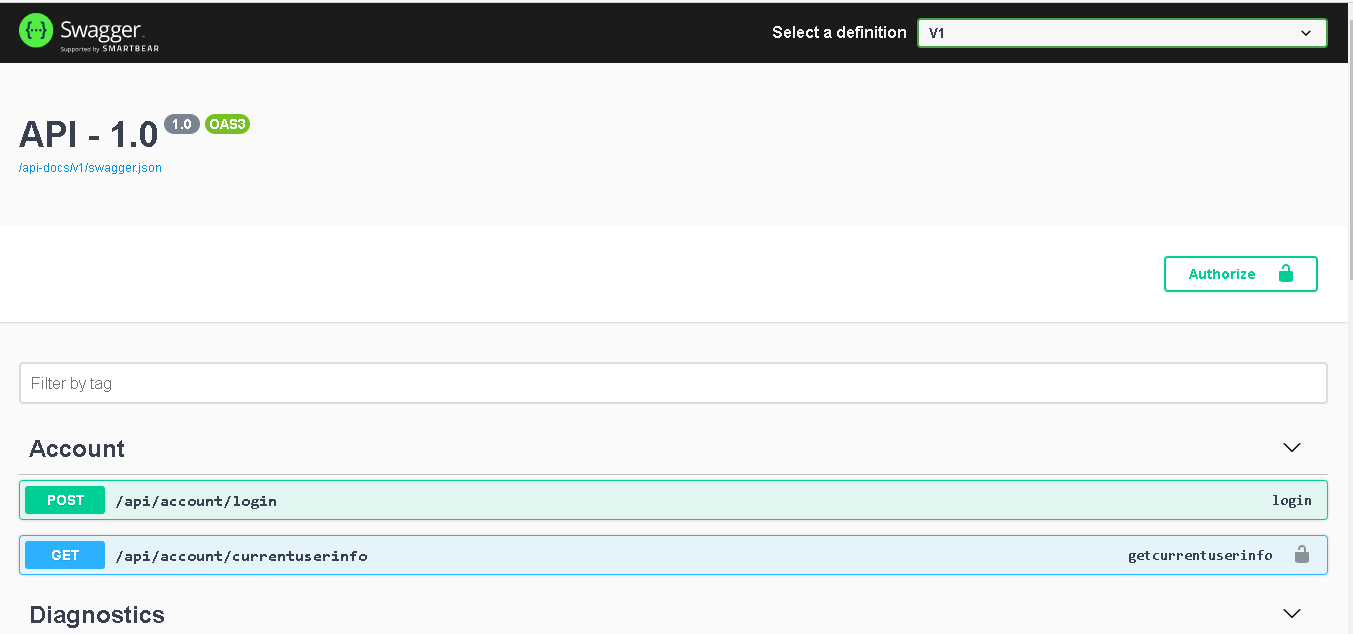 Swagger
Supported by SMARTBEAR
Select a definition
V1
API - 1.0 1.0 OAS3
/api-docs/v1/swagger.json
Authorize
Filter by tag
Account
POST /api/account/login login
GET /api/account/currentuserinfo getcurrentuserinfo
Diagnostics